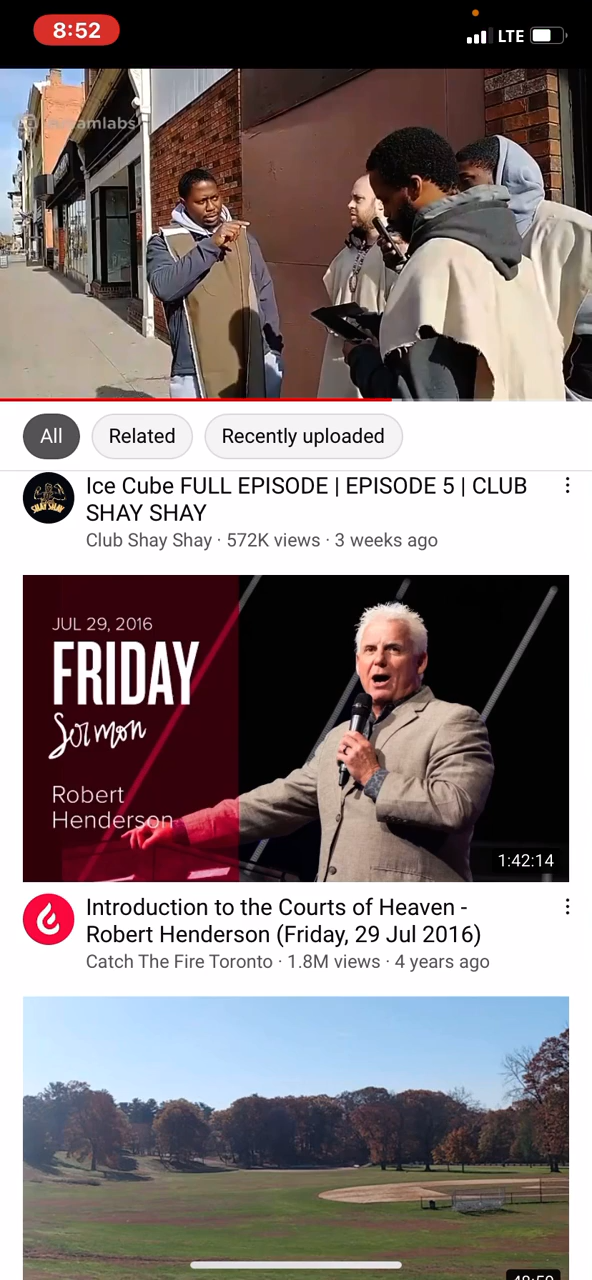 8:52
LTE
All
Related
Recently uploaded
Ice Cube FULL EPISODE | EPISODE 5 | CLUB
SHAY SHAY
Club Shay Shay · 572K views · 3 weeks ago
JUL 29, 2016
FRIDAY
Sermon
Robert
Henderson
1:42:14
Introduction to the Courts of Heaven -
Robert Henderson (Friday, 29 Jul 2016)
Catch The Fire Toronto · 1.8M views · 4 years ago